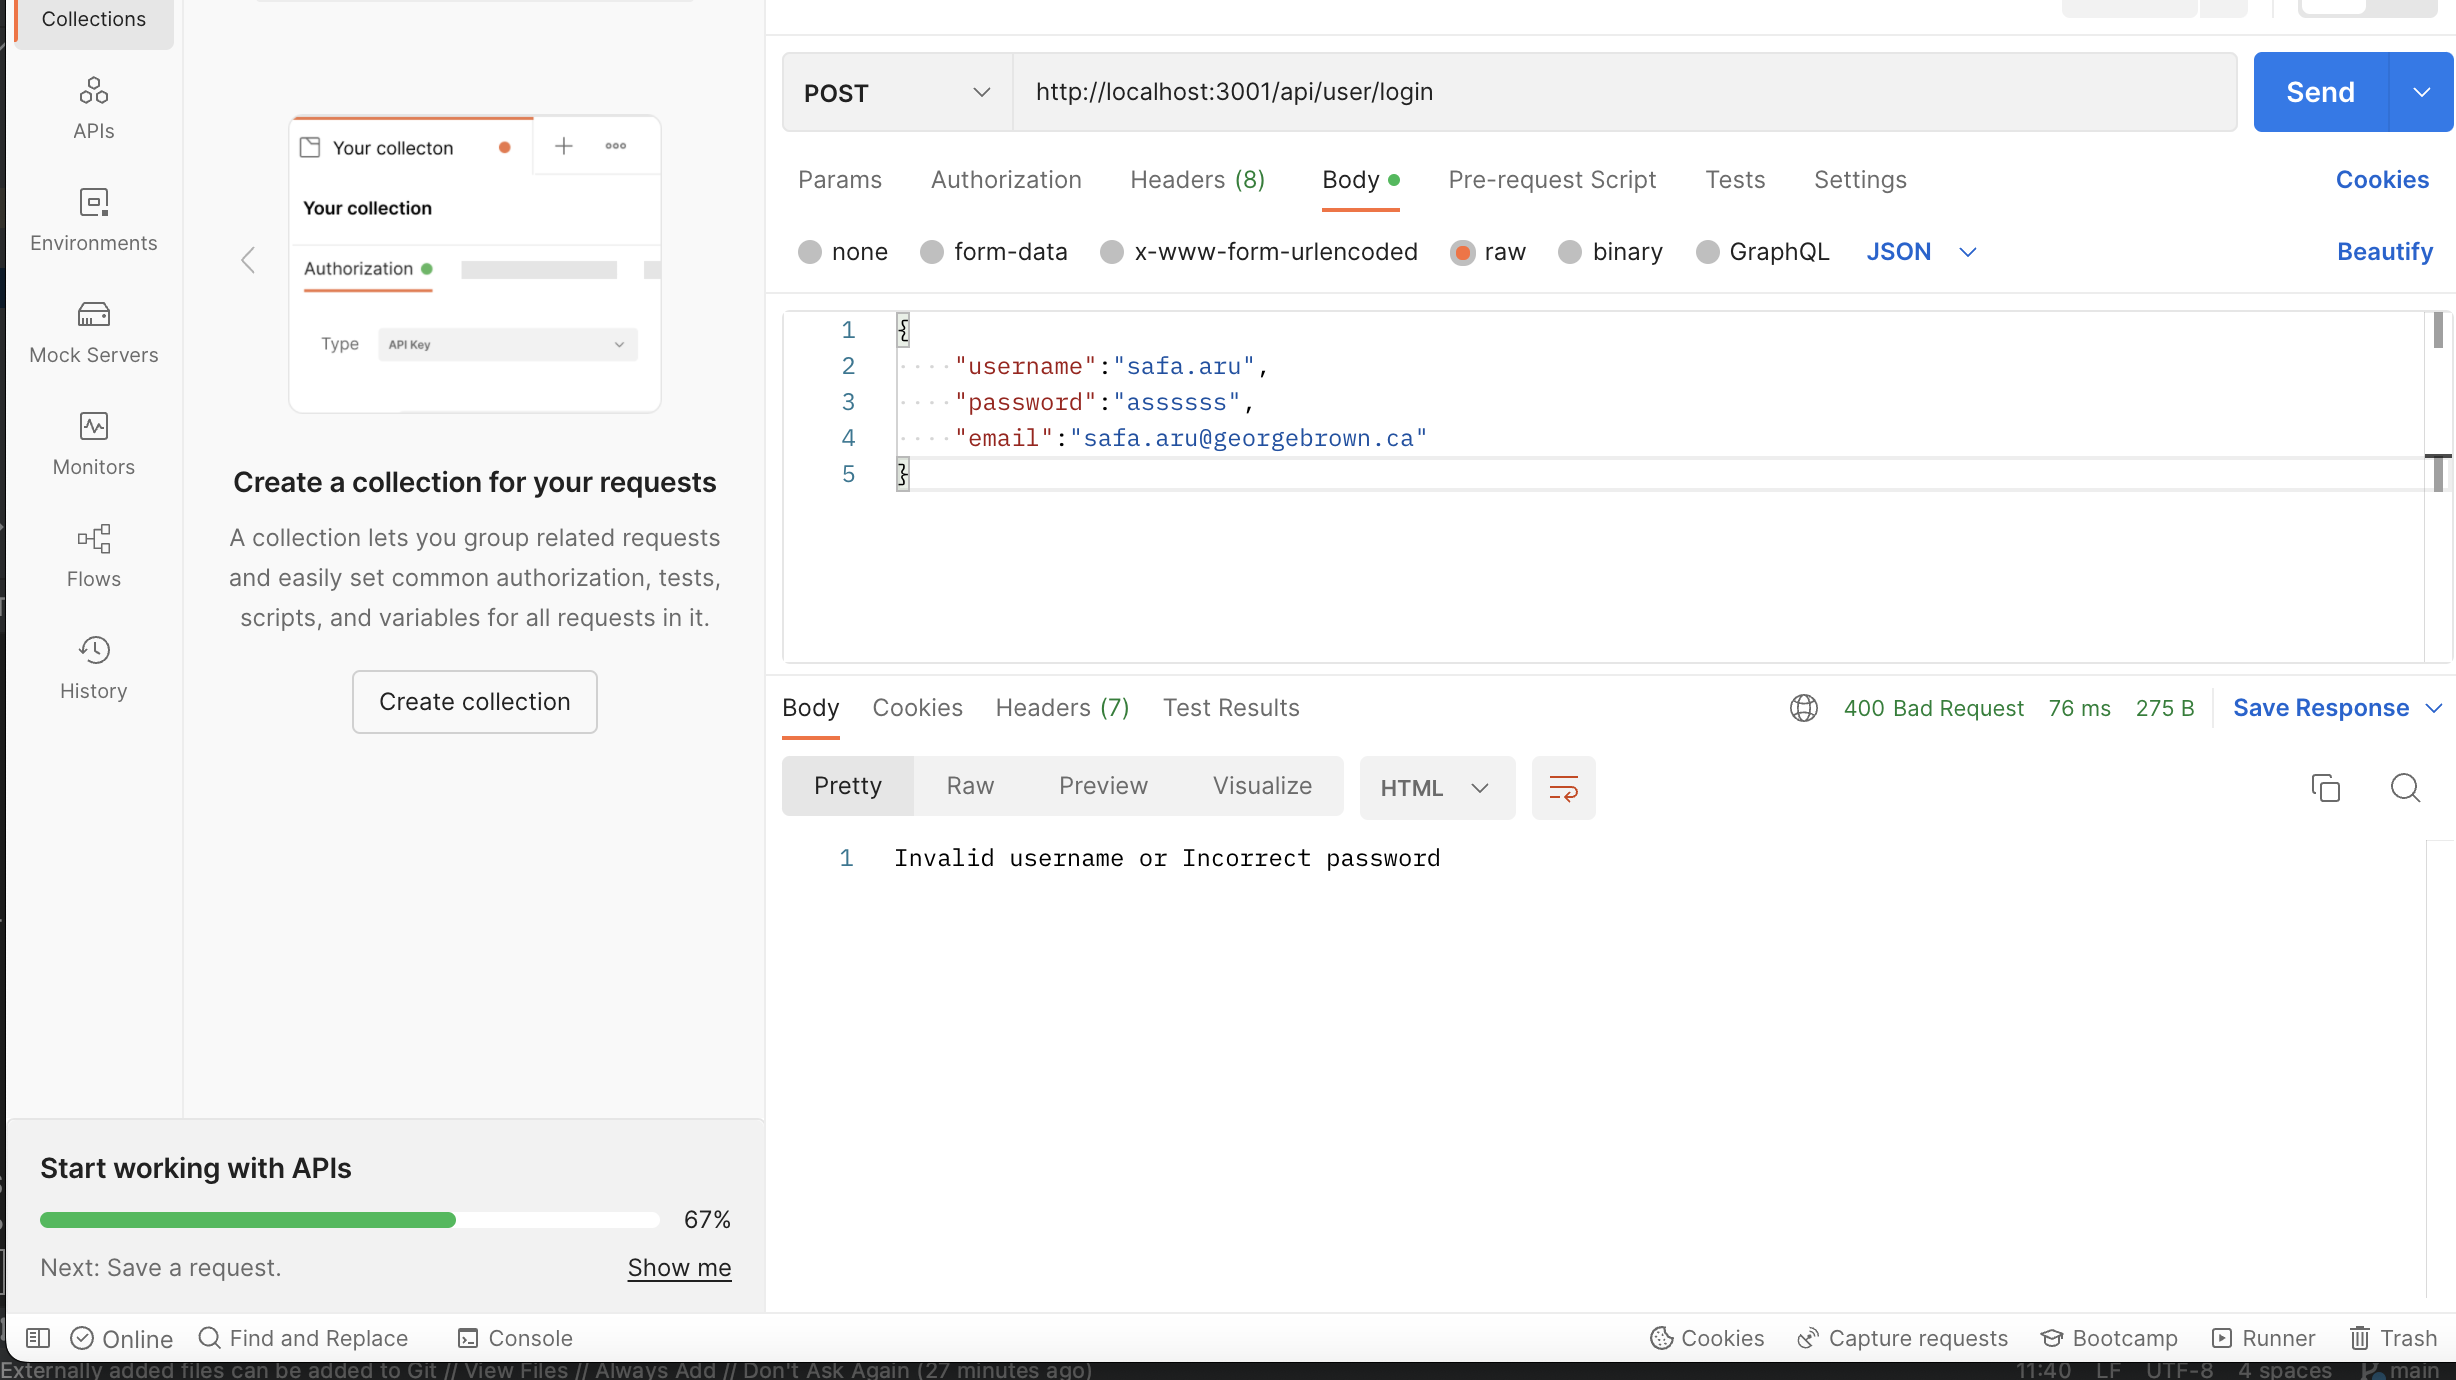 Collections
APIs
Environments
Mock Servers
Monitors
Flows
History
Your collecton
Your collection
Authorization
Type API Key
Create a collection for your requests
A collection lets you group related requests
and easily set common authorization, tests,
scripts, and variables for all requests in it.
Create collection
Start working with APIs
67%
Next: Save a request. Show me
POST http://localhost:3001/api/user/login Send
Params Authorization Headers (8) Body Pre-request Script Tests Settings Cookies
none form-data x-www-form-urlencoded raw binary GraphQL JSON Beautify
1 {
2 "username":"safa.aru",
3 "password":"assssss",
4 "email":"safa.aru@georgebrown.ca"
5 }
Body Cookies Headers (7) Test Results 400 Bad Request 76 ms 275 B Save Response
Pretty Raw Preview Visualize HTML
1 Invalid username or Incorrect password
Online Find and Replace Console Cookies Capture requests Bootcamp Runner Trash
Externally added files can be added to Git // View Files // Always Add // Don't Ask Again (27 minutes ago) 11:40 LF UTF-8 4 spaces main